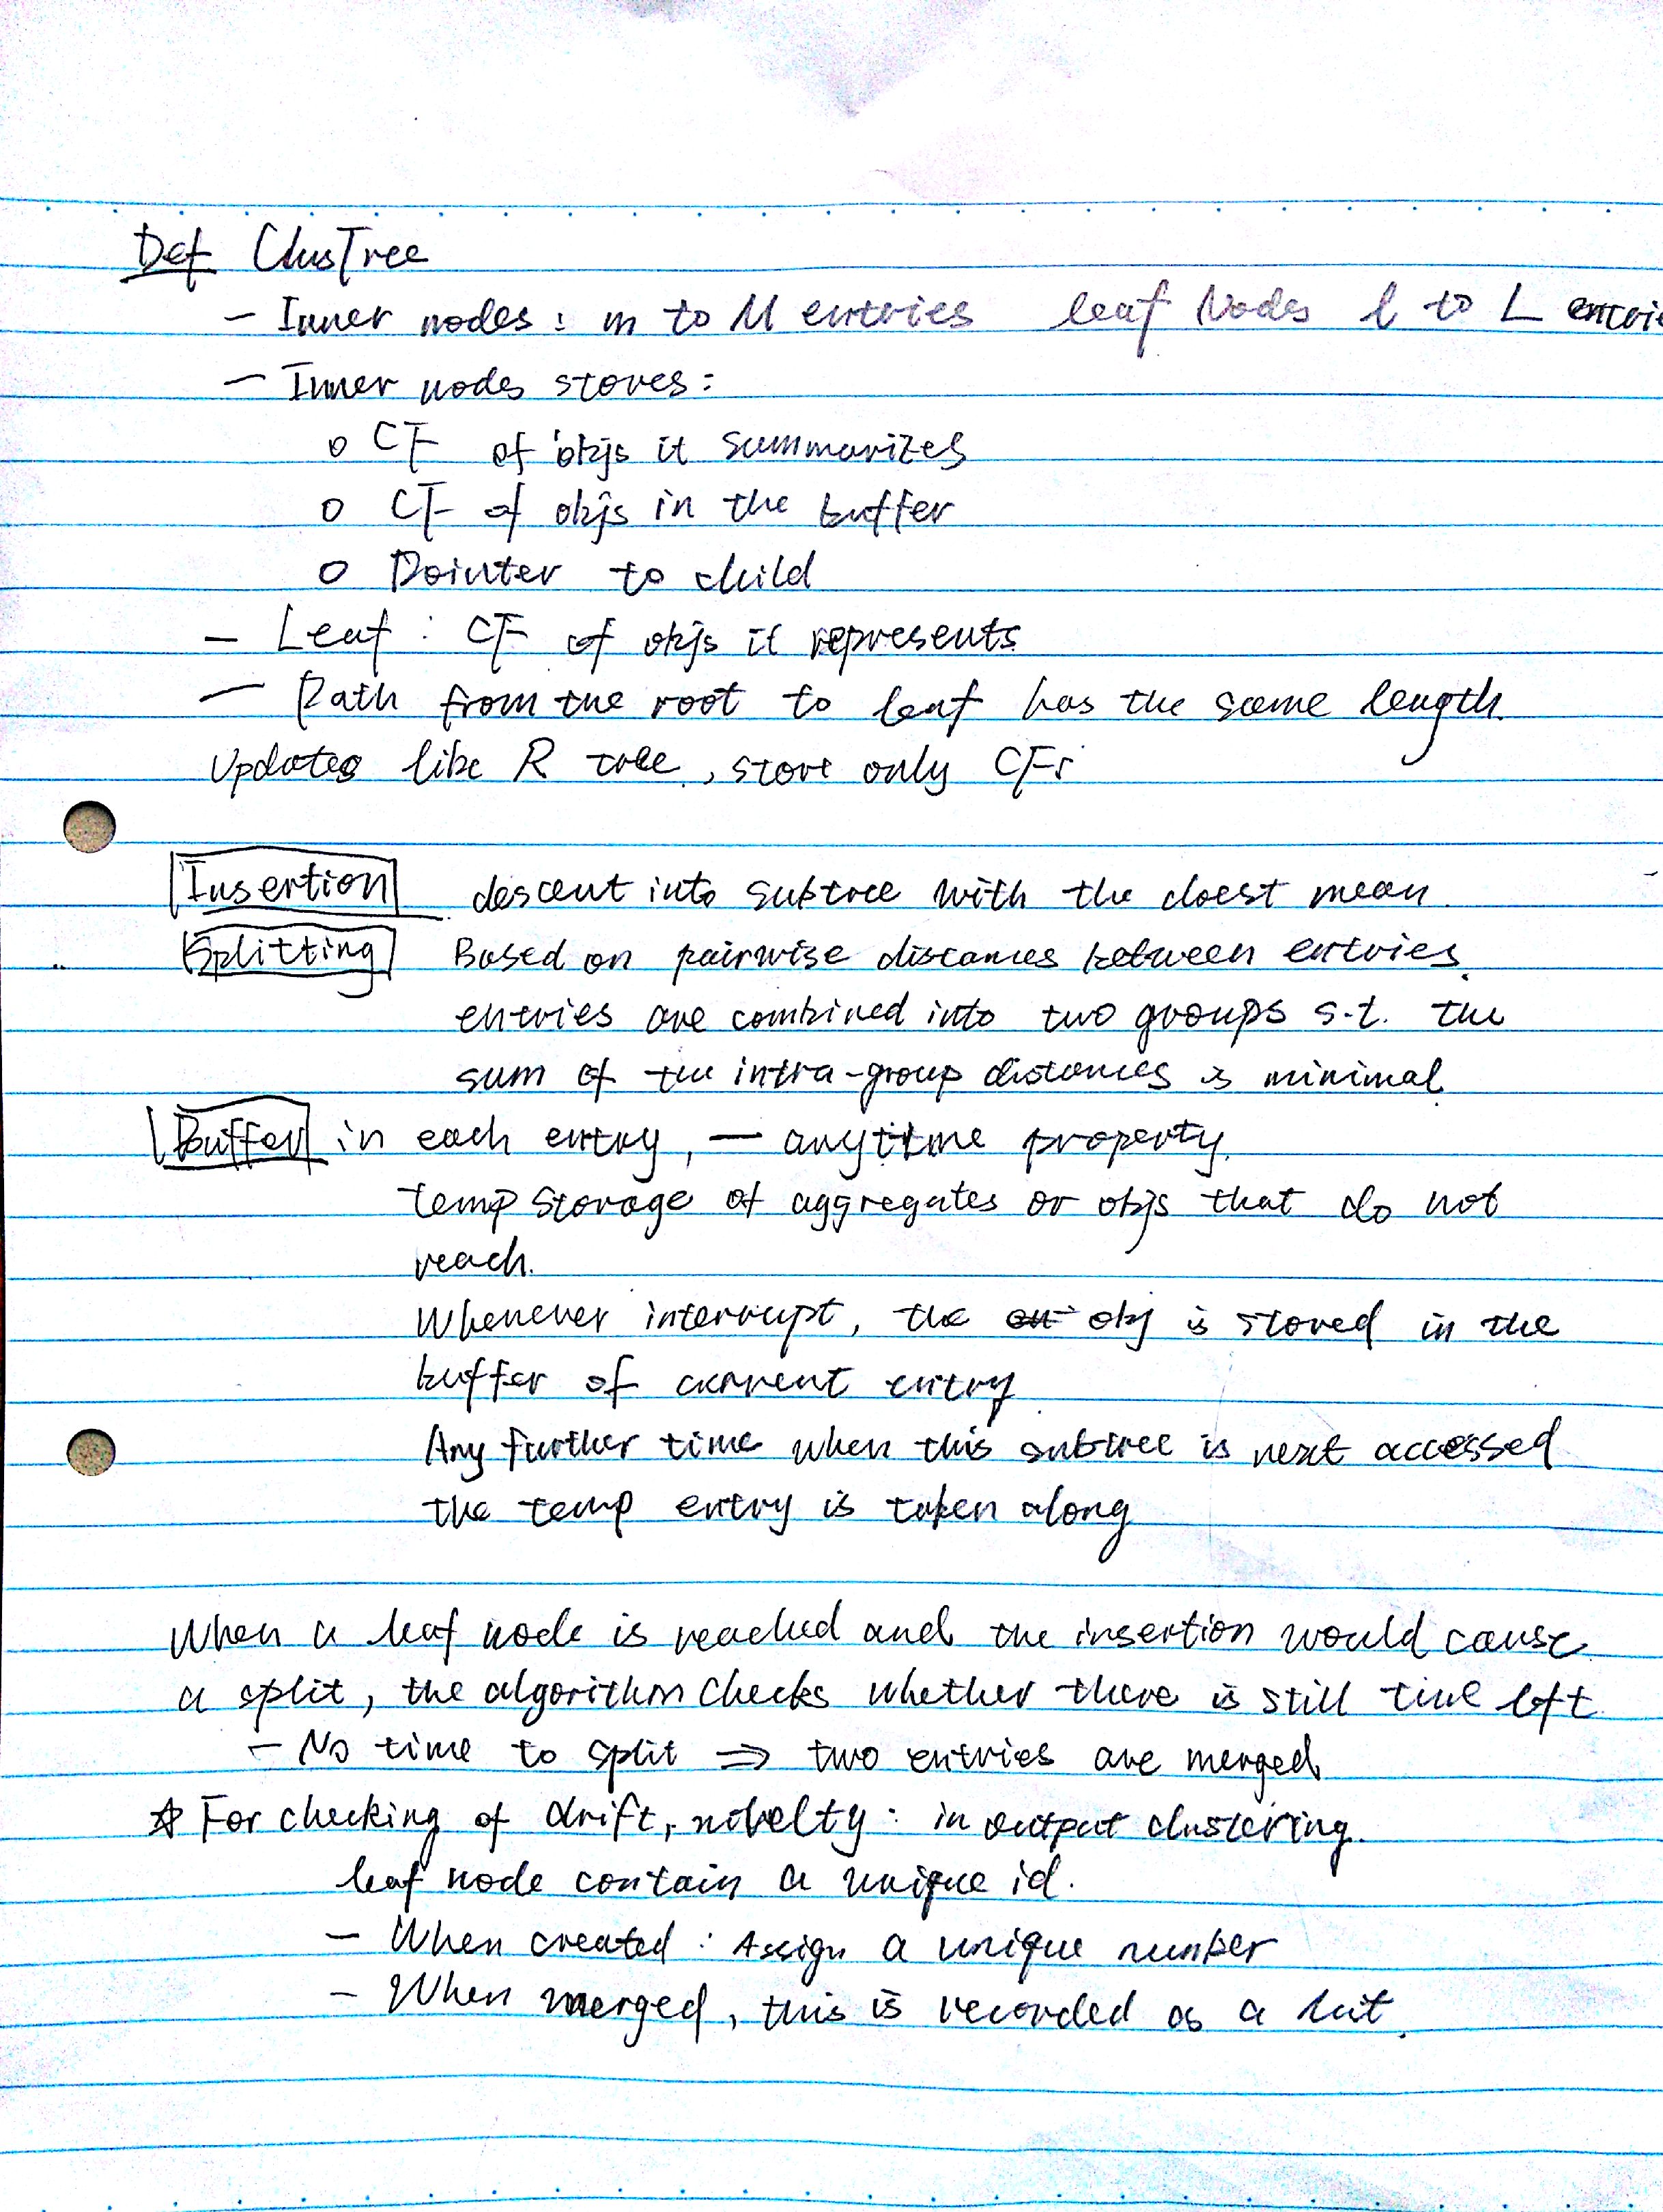 Def ClusTree
- Inner nodes : m to M entries leaf Nodes l to L entrie
- Inner nodes stores :
o CF of objs it summarizes
o CF of objs in the buffer
o Pointer to child
- Leaf : CF of objs it represents
- Path from the root to leaf has the same length.
Updates like R tree, store only CFs
Insertion descent into subtree with the closest mean.
Splitting Based on pairwise distances between entries.
entries are combined into two groups s.t. the
sum of the intra-group distances is minimal
Buffer in each entry, — anytime property.
temp storage of aggregates or objs that do not
reach.
Whenever interrupt, the obj is stored in the
buffer of current entry.
Any further time when this subtree is next accessed
the temp entry is taken along
When a leaf node is reached and the insertion would cause
a split, the algorithm checks whether there is still time left
- No time to split ⇒ two entries are merged
☆ For checking of drift, novelty : in output clustering.
leaf node contain a unique id.
- When created : Assign a unique number
- When merged, this is recorded as a